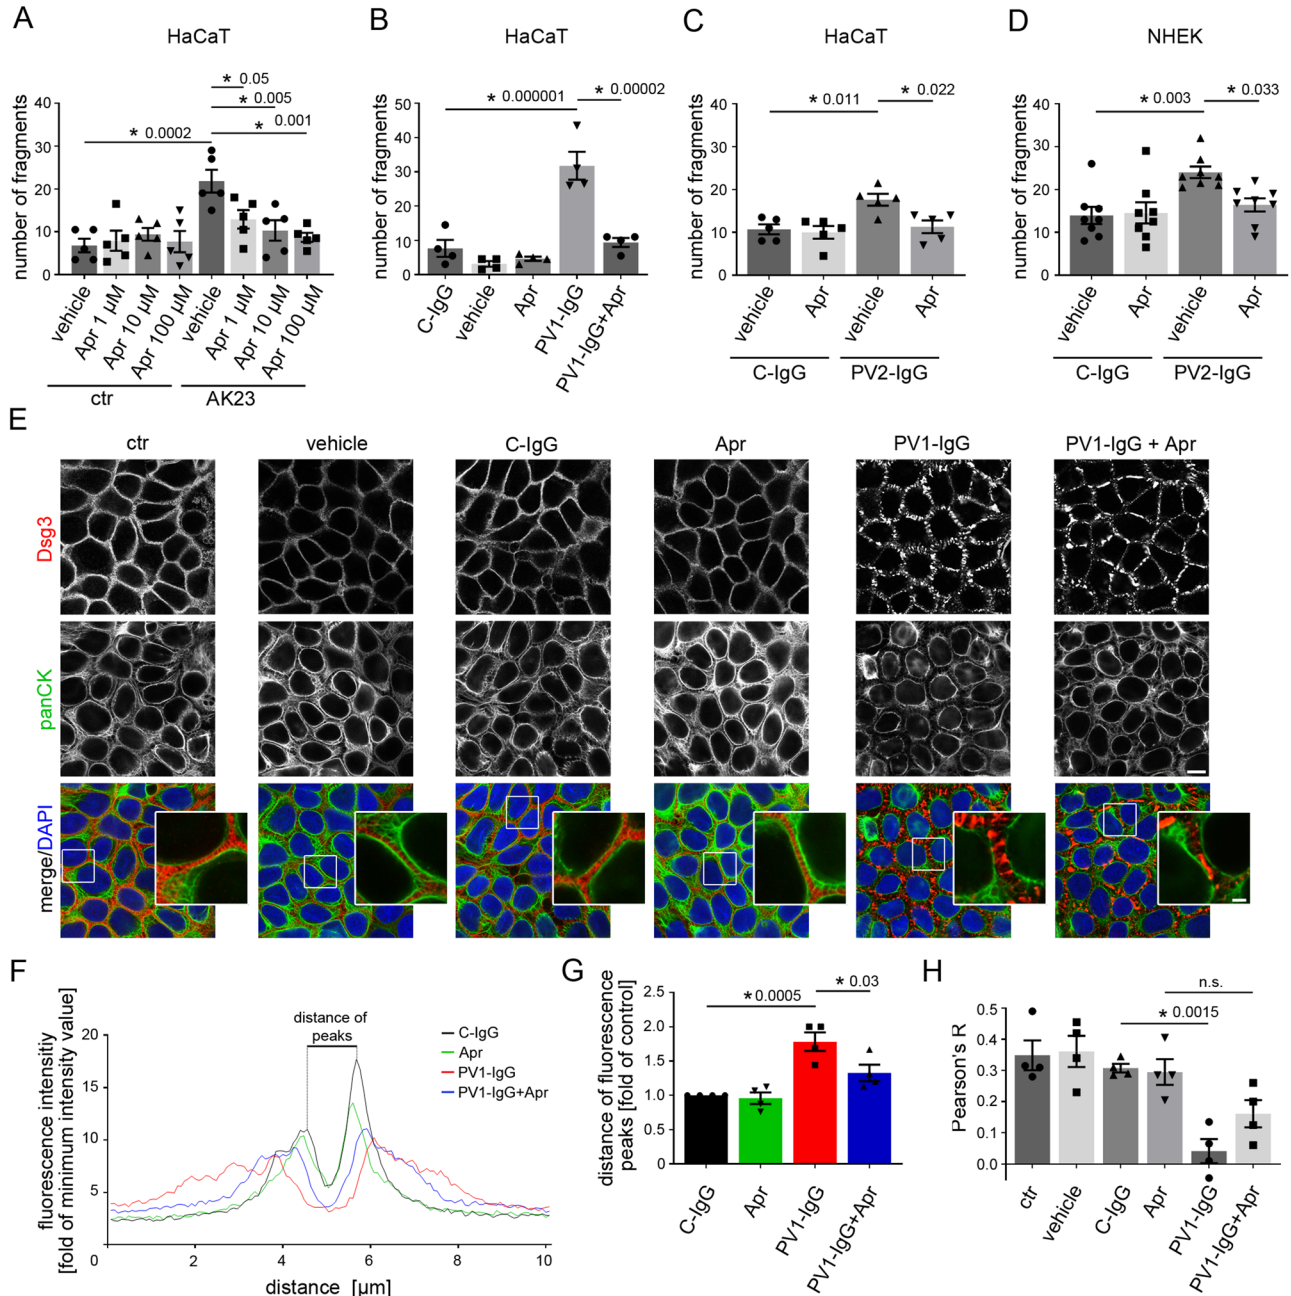 A
HaCaT
number of fragments
40
30
20
10
0
* 0.0002
* 0.05
* 0.005
* 0.001
vehicle
Apr 1 µM
Apr 10 µM
Apr 100 µM
vehicle
Apr 1 µM
Apr 10 µM
Apr 100 µM
ctr
AK23
B
HaCaT
number of fragments
50
40
30
20
10
0
* 0.000001
* 0.00002
C-IgG
vehicle
Apr
PV1-IgG
PV1-IgG+Apr
C
HaCaT
number of fragments
40
30
20
10
0
* 0.011
* 0.022
vehicle
Apr
vehicle
Apr
C-IgG
PV2-IgG
D
NHEK
number of fragments
40
30
20
10
0
* 0.003
* 0.033
vehicle
Apr
vehicle
Apr
C-IgG
PV2-IgG
E
ctr
vehicle
C-IgG
Apr
PV1-IgG
PV1-IgG + Apr
Dsg3
panCK
merge/DAPI
F
fluorescence intensitiy
[fold of minimum intensity value]
20
15
10
5
0
2
4
6
8
10
distance [µm]
distance of
peaks
C-IgG
Apr
PV1-IgG
PV1-IgG+Apr
G
distance of fluorescence
peaks [fold of control]
2.5
2.0
1.5
1.0
0.5
0
* 0.0005
* 0.03
C-IgG
Apr
PV1-IgG
PV1-IgG+Apr
H
Pearson's R
0.5
0.4
0.3
0.2
0.1
0.0
n.s.
* 0.0015
ctr
vehicle
C-IgG
Apr
PV1-IgG
PV1-IgG+Apr